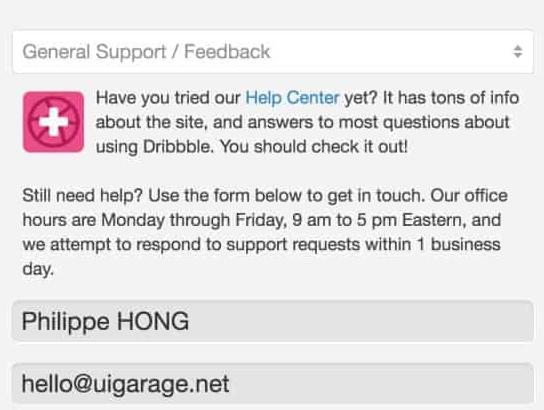 General Support / Feedback
Have you tried our Help Center yet? It has tons of info
about the site, and answers to most questions about
using Dribbble. You should check it out!
Still need help? Use the form below to get in touch. Our office
hours are Monday through Friday, 9 am to 5 pm Eastern, and
we attempt to respond to support requests within 1 business
day.
Philippe HONG
hello@uigarage.net